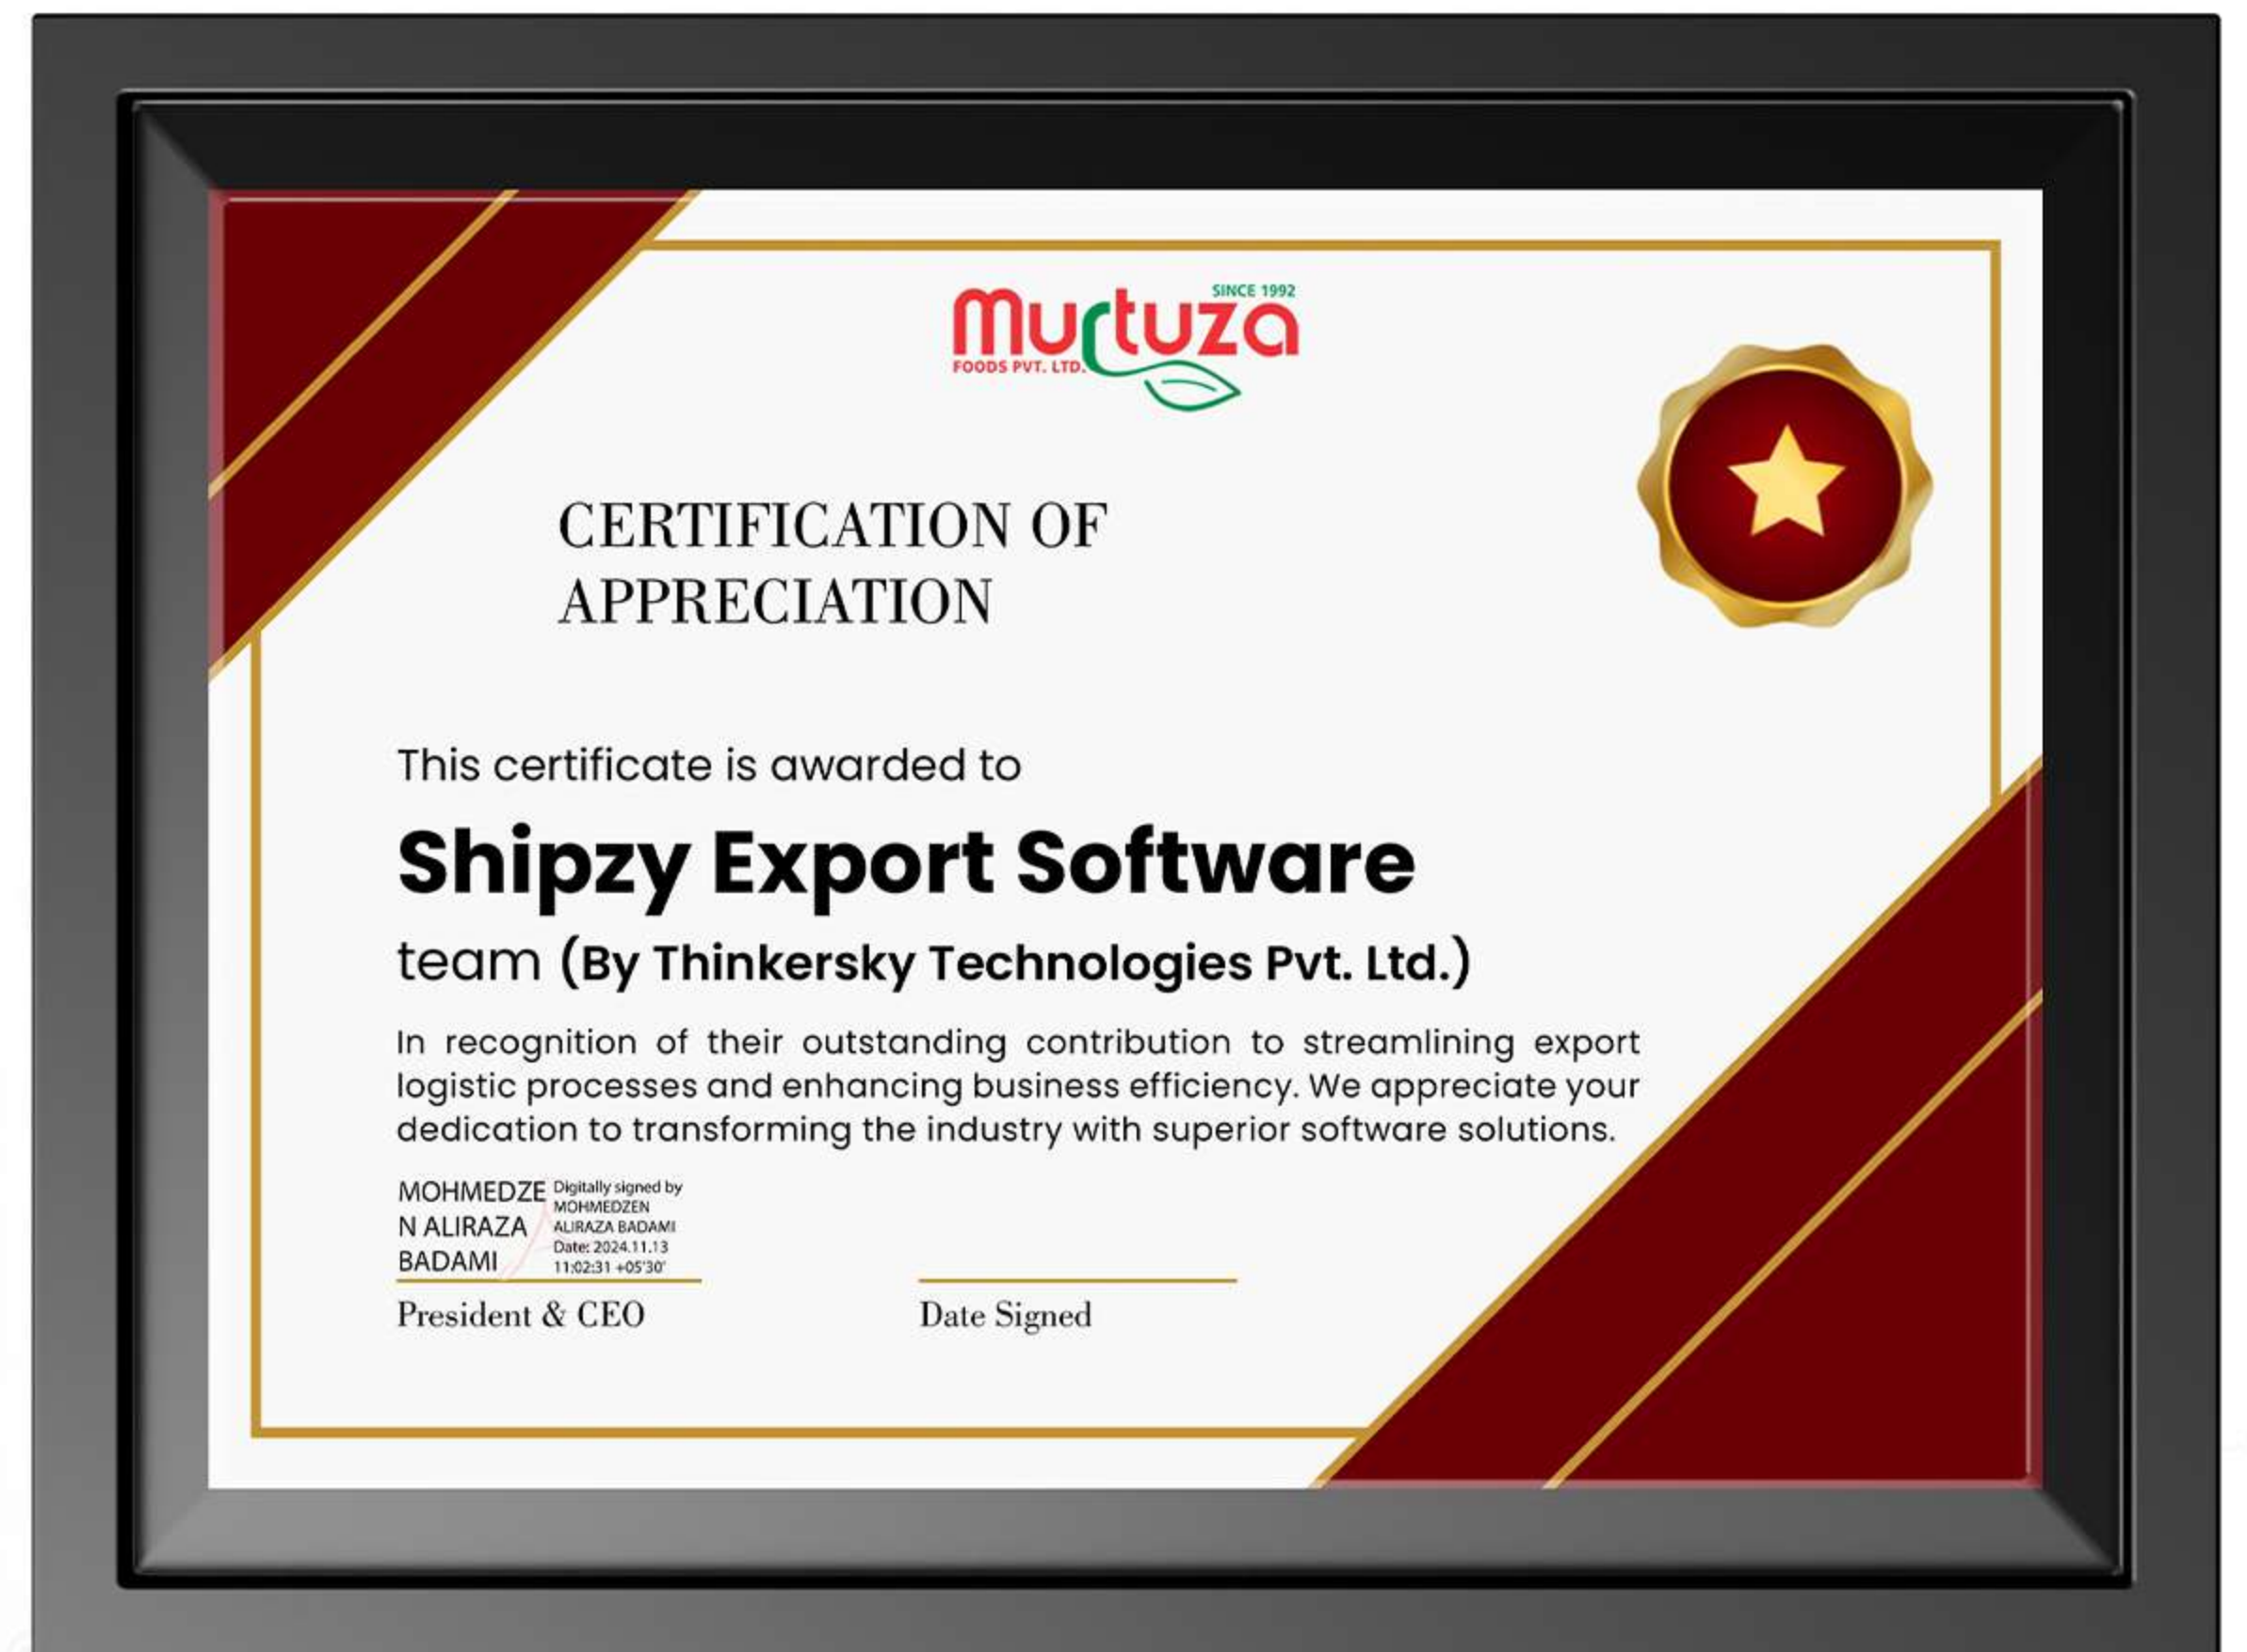 SINCE 1992
Murtuza
FOODS PVT. LTD.
CERTIFICATION OF
APPRECIATION
This certificate is awarded to
Shipzy Export Software
team (By Thinkersky Technologies Pvt. Ltd.)
In recognition of their outstanding contribution to streamlining export
logistic processes and enhancing business efficiency. We appreciate your
dedication to transforming the industry with superior software solutions.
MOHMEDZE
N ALIRAZA
BADAMI
Digitally signed by
MOHMEDZEN
ALIRAZA BADAMI
Date: 2024.11.13
11:02:31 +05'30'
President & CEO
Date Signed